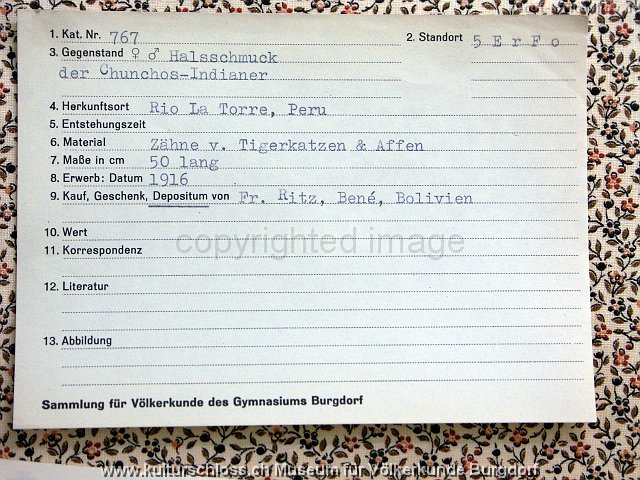 1. Kat. Nr. 767 2. Standort 5 E r F o
3. Gegenstand ♀ ♂ Halsschmuck
der Chunchos-Indianer
4. Herkunftsort Rio La Torre, Peru
5. Entstehungszeit
6. Material Zähne v. Tigerkatzen & Affen
7. Maße in cm 50 lang
8. Erwerb: Datum 1916
9. Kauf, Geschenk, Depositum von Fr. Ritz, Bené, Bolivien
10. Wert
copyrighted image
11. Korrespondenz
12. Literatur
13. Abbildung
Sammlung für Völkerkunde des Gymnasiums Burgdorf
www.kulturschloss.ch Museum für Völkerkunde Burgdorf